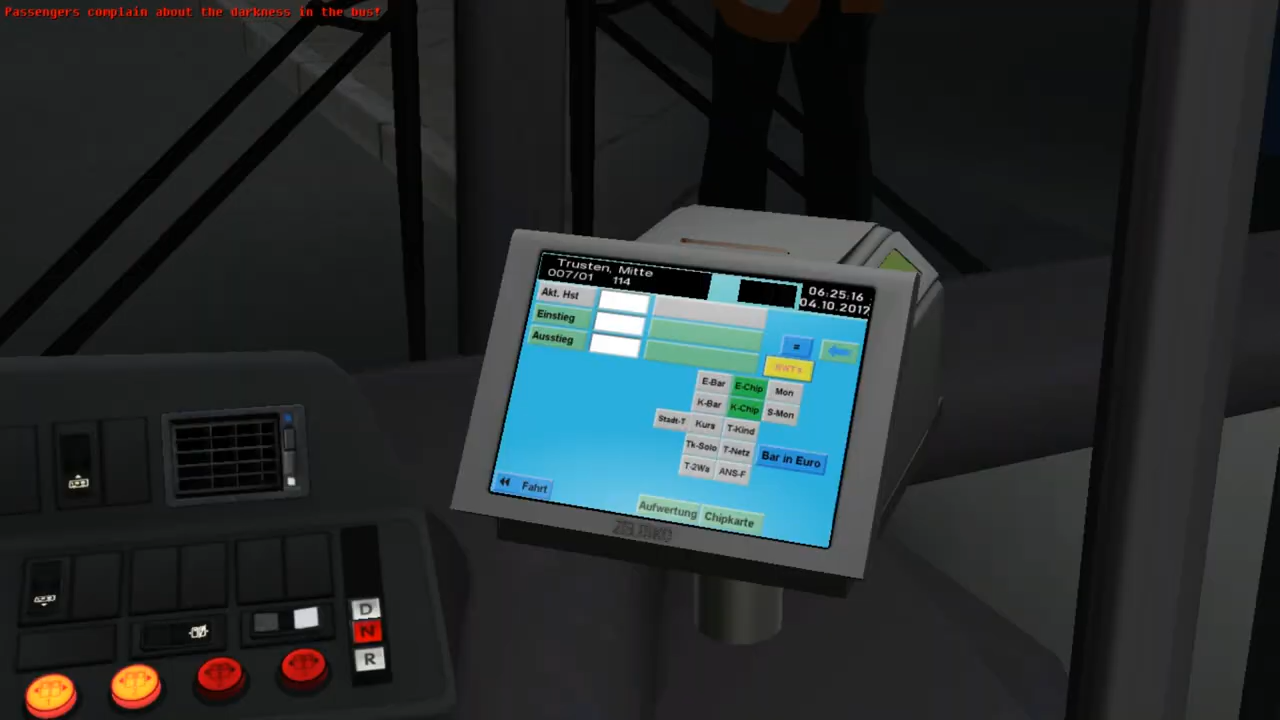 Passengers complain about the darkness in the bus!
Trusten, Mitte
007/01 114
06:25:16
04.10.2017
Akt. Hst
Einstieg
Ausstieg
=
E-Bar E-Chip Mon
K-Bar K-Chip S-Mon
Stadt-T Kurs T-Kind
Tk-Solo T-Netz
Bar in Euro
T-2Wa ANS-F
Fahrt
Aufwertung Chipkarte
D
N
R